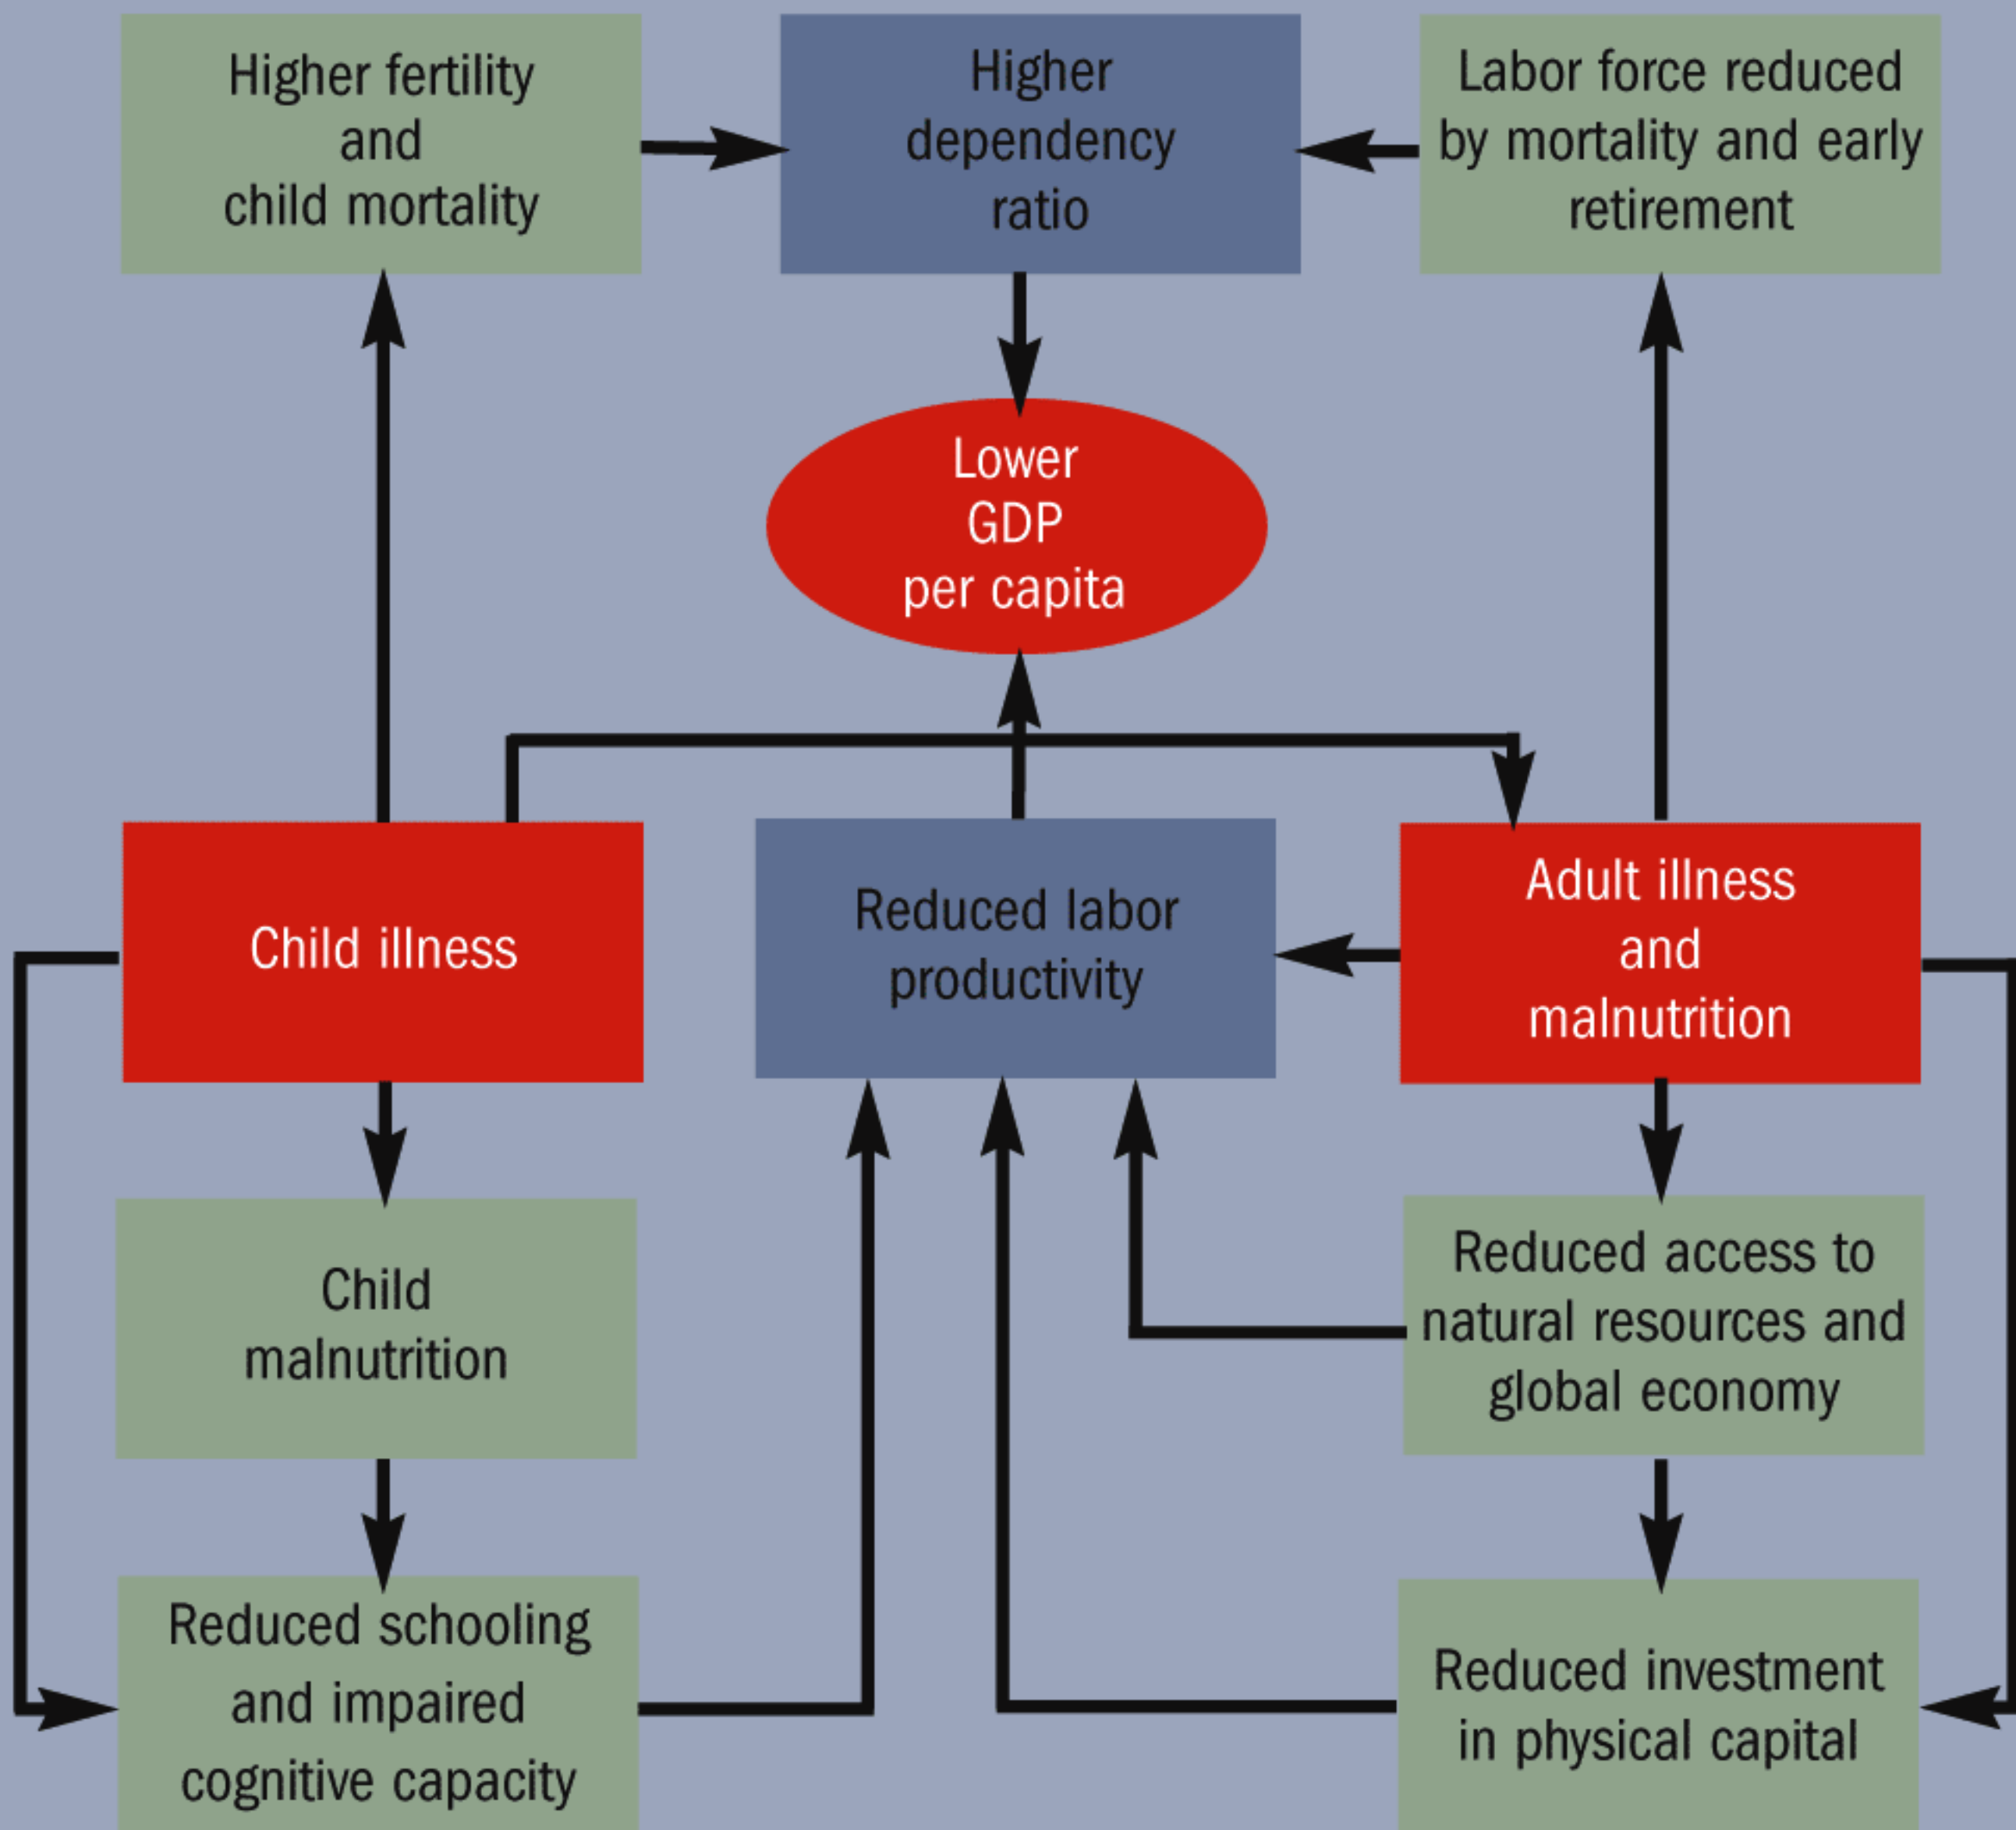 Higher fertility
and
child mortality
Higher
dependency
ratio
Labor force reduced
by mortality and early
retirement
Lower
GDP
per capita
Child illness
Reduced labor
productivity
Adult illness
and
malnutrition
Child
malnutrition
Reduced access to
natural resources and
global economy
Reduced schooling
and impaired
cognitive capacity
Reduced investment
in physical capital